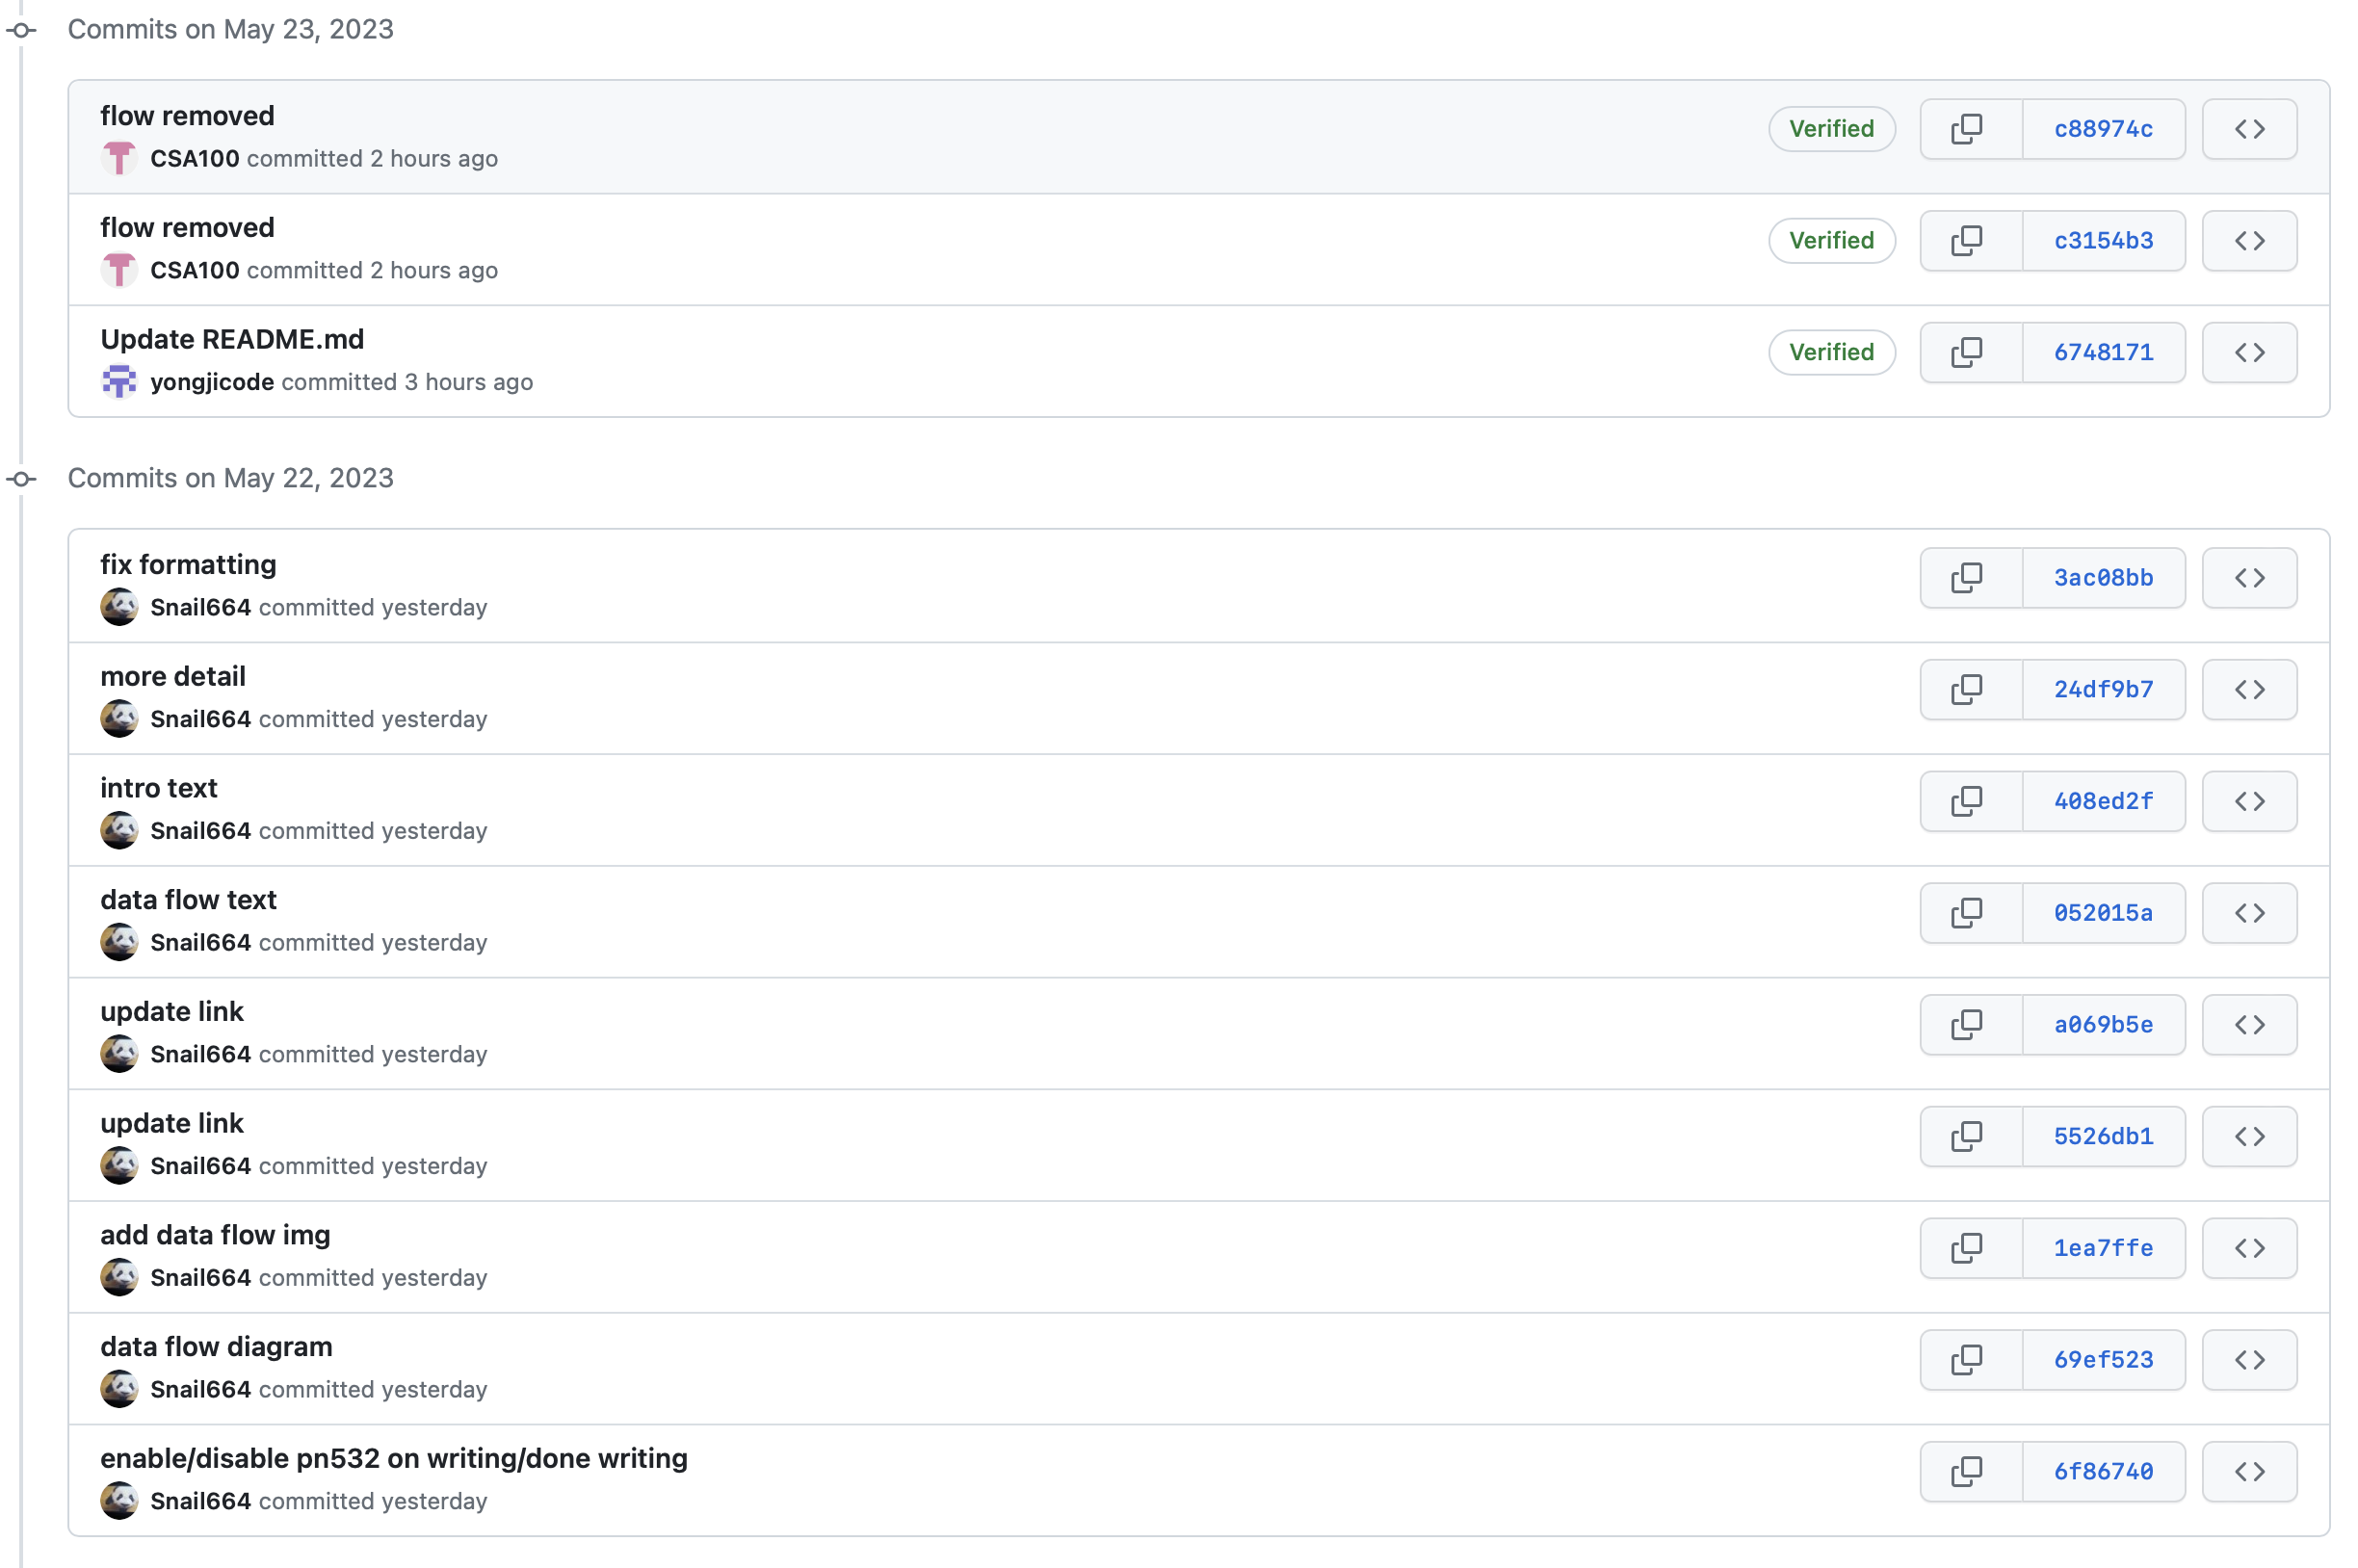 Commits on May 23, 2023
flow removed
Verified
c88974c
CSA100 committed 2 hours ago
flow removed
Verified
c3154b3
CSA100 committed 2 hours ago
Update README.md
Verified
6748171
yongjicode committed 3 hours ago
Commits on May 22, 2023
fix formatting
3ac08bb
Snail664 committed yesterday
more detail
24df9b7
Snail664 committed yesterday
intro text
408ed2f
Snail664 committed yesterday
data flow text
052015a
Snail664 committed yesterday
update link
a069b5e
Snail664 committed yesterday
update link
5526db1
Snail664 committed yesterday
add data flow img
1ea7ffe
Snail664 committed yesterday
data flow diagram
69ef523
Snail664 committed yesterday
enable/disable pn532 on writing/done writing
6f86740
Snail664 committed yesterday